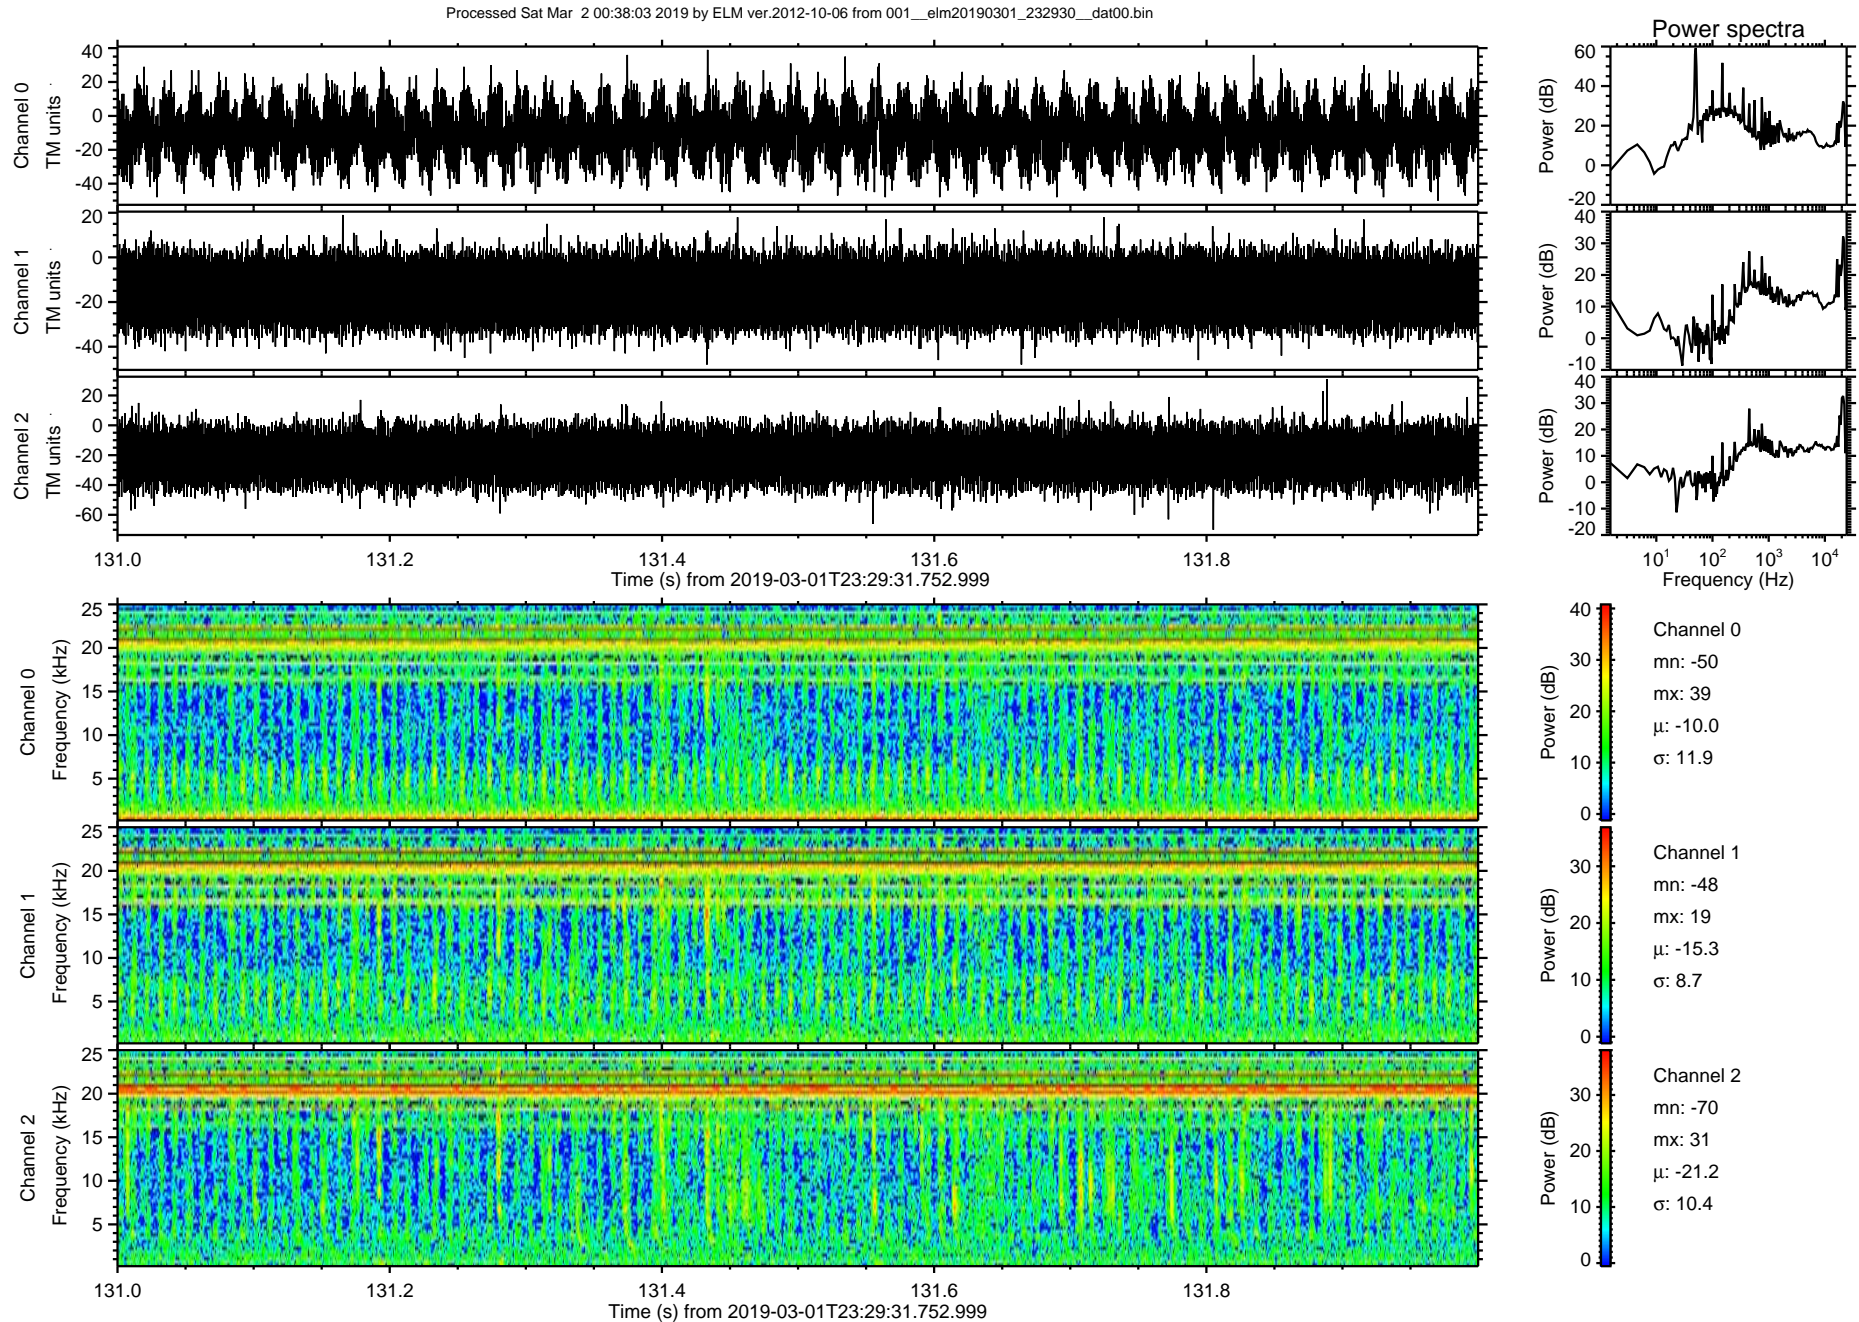 Processed Sat Mar  2 00:38:03 2019 by ELM ver.2012-10-06 from 001__elm20190301_232930__dat00.bin
Power spectra
Channel 0
TM units
40
20
0
-20
-40
Power (dB)
60
40
20
0
-20
Channel 1
TM units
20
0
-20
-40
Power (dB)
40
30
20
10
0
-10
Channel 2
TM units
20
0
-20
-40
-60
Power (dB)
40
30
20
10
0
-10
-20
131.0 131.2 131.4 131.6 131.8
Time (s) from 2019-03-01T23:29:31.752.999
10¹ 10² 10³ 10⁴
Frequency (Hz)
Channel 0
Frequency (kHz)
25
20
15
10
5
Power (dB)
40
30
20
10
0
Channel 0
mn: -50
mx: 39
µ: -10.0
σ: 11.9
Channel 1
Frequency (kHz)
25
20
15
10
5
Power (dB)
30
20
10
0
Channel 1
mn: -48
mx: 19
µ: -15.3
σ: 8.7
Channel 2
Frequency (kHz)
25
20
15
10
5
Power (dB)
30
20
10
0
Channel 2
mn: -70
mx: 31
µ: -21.2
σ: 10.4
131.0 131.2 131.4 131.6 131.8
Time (s) from 2019-03-01T23:29:31.752.999